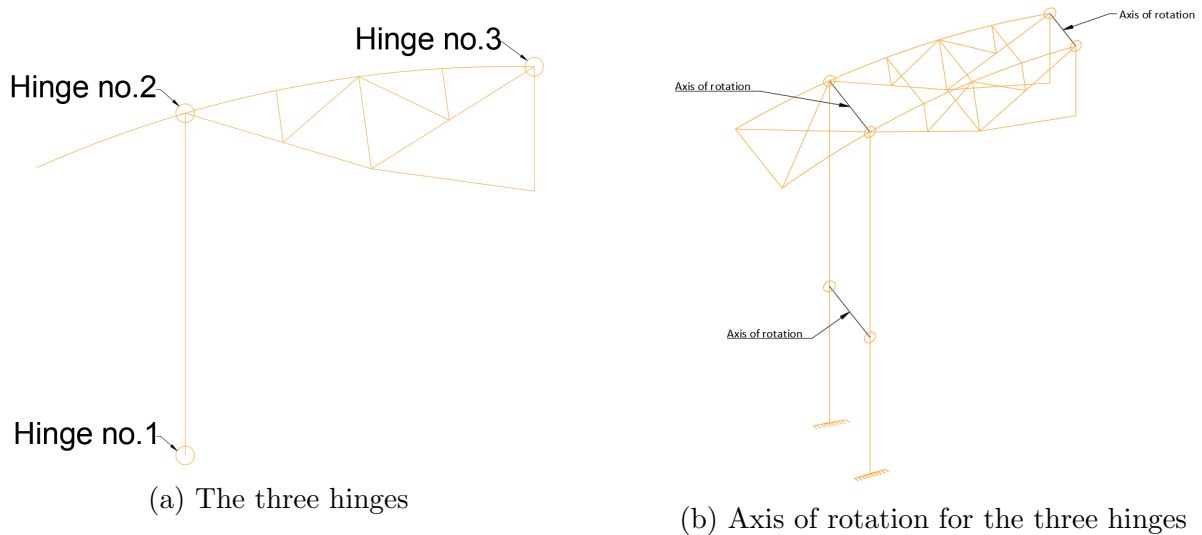 Hinge no.3
Hinge no.2
Hinge no.1
(a) The three hinges
Axis of rotation
Axis of rotation
Axis of rotation
(b) Axis of rotation for the three hinges